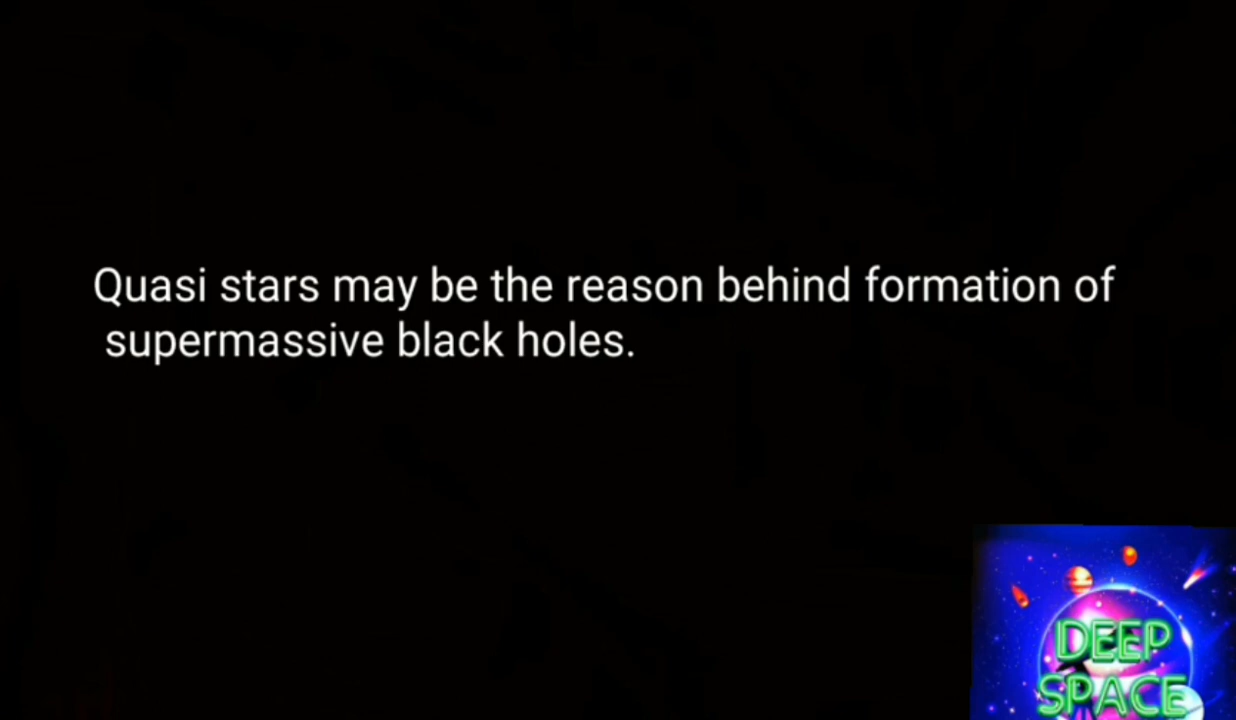 Quasi stars may be the reason behind formation of
supermassive black holes.
DEEP
SPACE